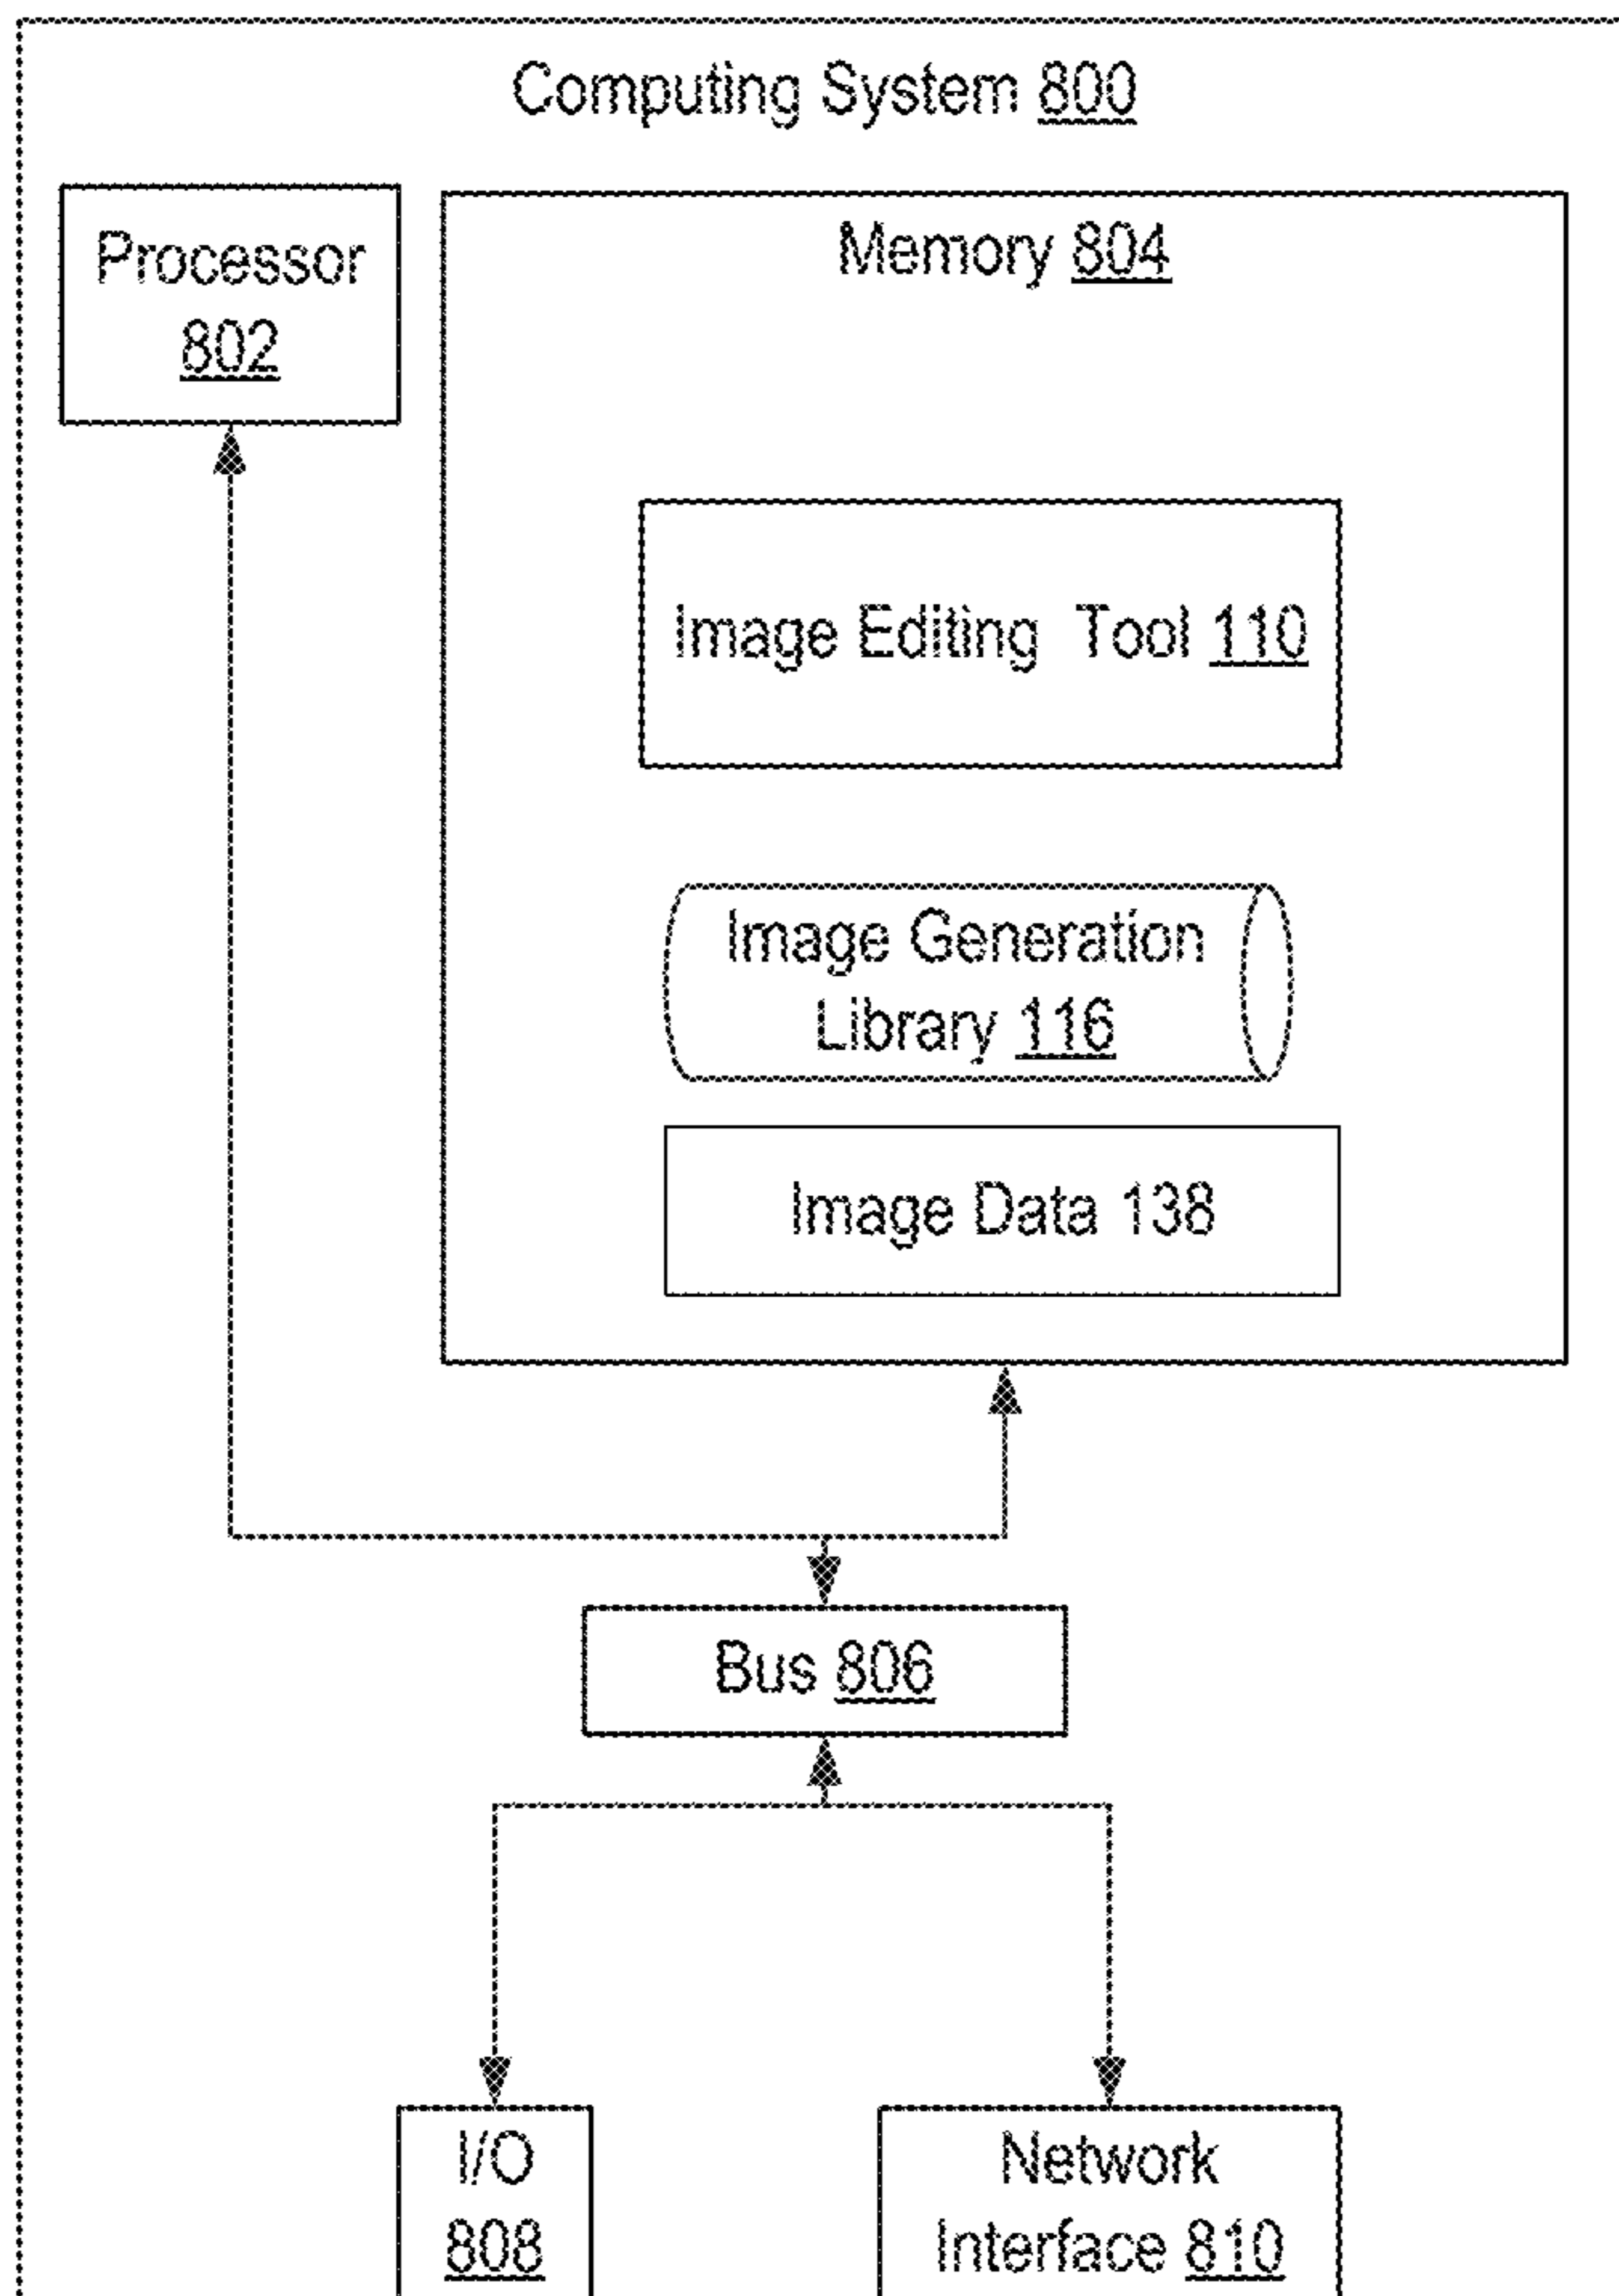 Computing System 800
Processor
802
Memory 804
Image Editing Tool 110
Image Generation
Library 116
Image Data 138
Bus 806
I/O
808
Network
Interface 810